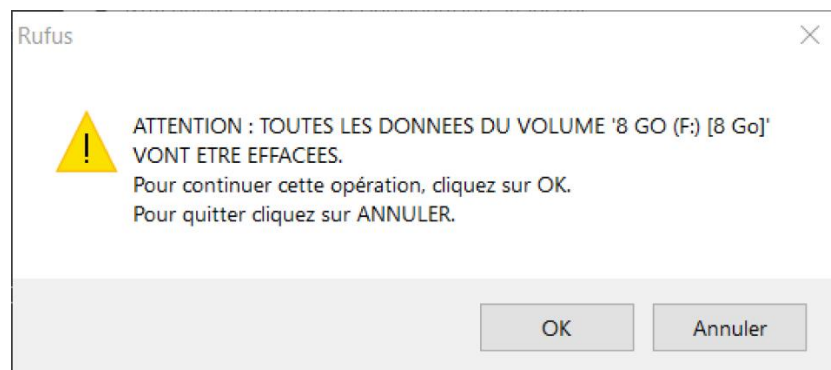 Rufus
ATTENTION : TOUTES LES DONNEES DU VOLUME '8 GO (F:) [8 Go]'
VONT ETRE EFFACEES.
Pour continuer cette opération, cliquez sur OK.
Pour quitter cliquez sur ANNULER.
OK
Annuler